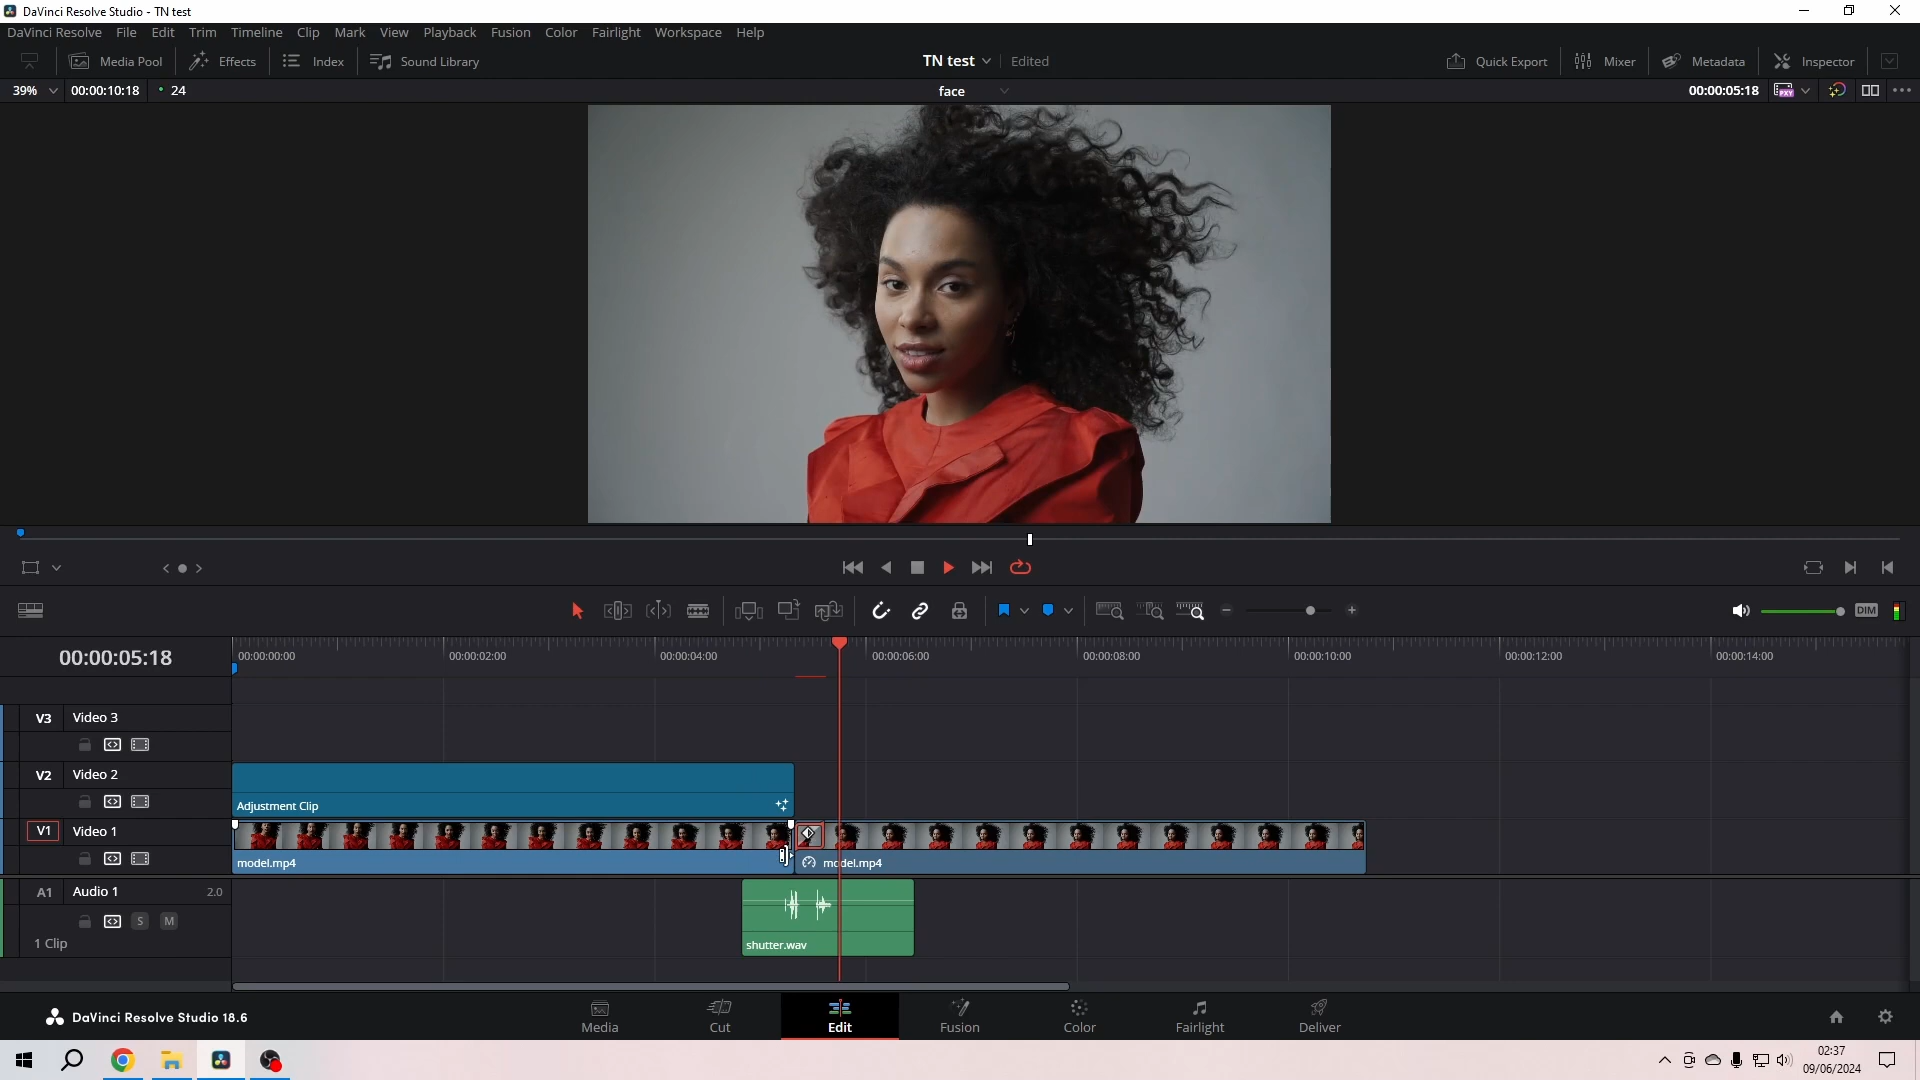 DaVinci Resolve Studio - TN test
DaVinci Resolve File Edit Trim Timeline Clip Mark View Playback Fusion Color Fairlight Workspace Help
Media Pool Effects Index Sound Library TN test Edited Quick Export Mixer Metadata Inspector
39% 00:00:10:18 24 face 00:00:05:18 PXY
DIM
00:00:05:18 00:00:00:00 00:00:02:00 00:00:04:00 00:00:06:00 00:00:08:00 00:00:10:00 00:00:12:00 00:00:14:00
V3 Video 3
V2 Video 2
Adjustment Clip
V1 Video 1
model.mp4 model.mp4
A1 Audio 1 2.0
S M
1 Clip
shutter.wav
DaVinci Resolve Studio 18.6
Media Cut Edit Fusion Color Fairlight Deliver
02:37
09/06/2024